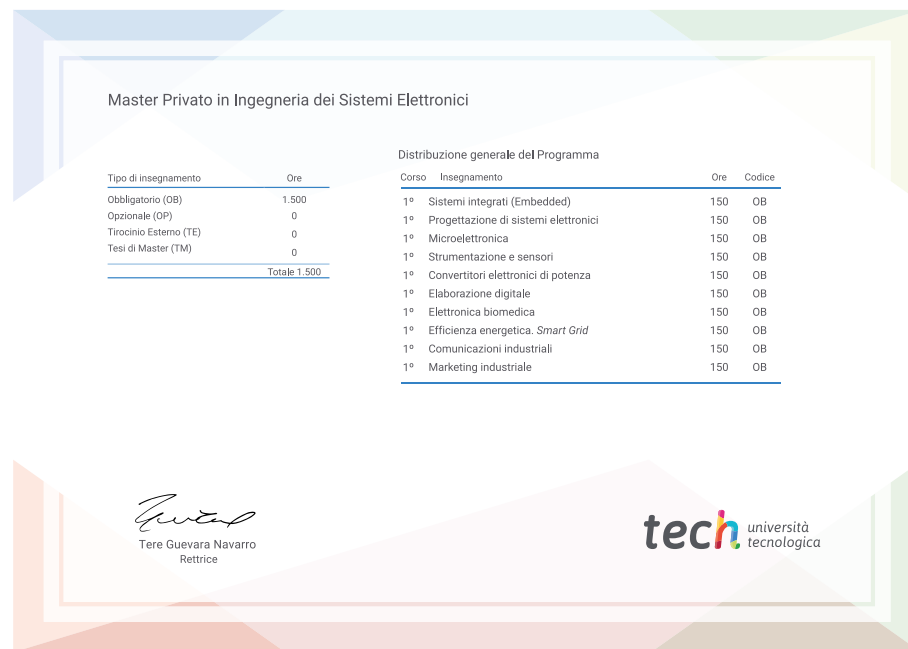 Master Privato in Ingegneria dei Sistemi Elettronici
Tipo di insegnamento Ore
Obbligatorio (OB) 1.500
Opzionale (OP) 0
Tirocinio Esterno (TE) 0
Tesi di Master (TM) 0
Totale 1.500
Distribuzione generale del Programma
Corso Insegnamento Ore Codice
1º Sistemi integrati (Embedded) 150 OB
1º Progettazione di sistemi elettronici 150 OB
1º Microelettronica 150 OB
1º Strumentazione e sensori 150 OB
1º Convertitori elettronici di potenza 150 OB
1º Elaborazione digitale 150 OB
1º Elettronica biomedica 150 OB
1º Efficienza energetica. Smart Grid 150 OB
1º Comunicazioni industriali 150 OB
1º Marketing industriale 150 OB
Tere Guevara Navarro
Rettrice
tech università
tecnologica